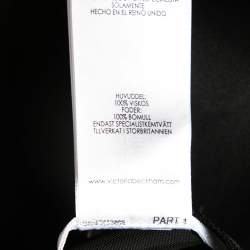 SOLAMENTE
HECHO EN EL REINO UNIDO
HUVUDDEL:
100% VISKOS
FODER:
100% BOMULL
ENDAST SPECIALISTKEMTVÄTT
TILLVERKAT I STORBRITANNIEN
www.victoriabeckham.com
PART 1